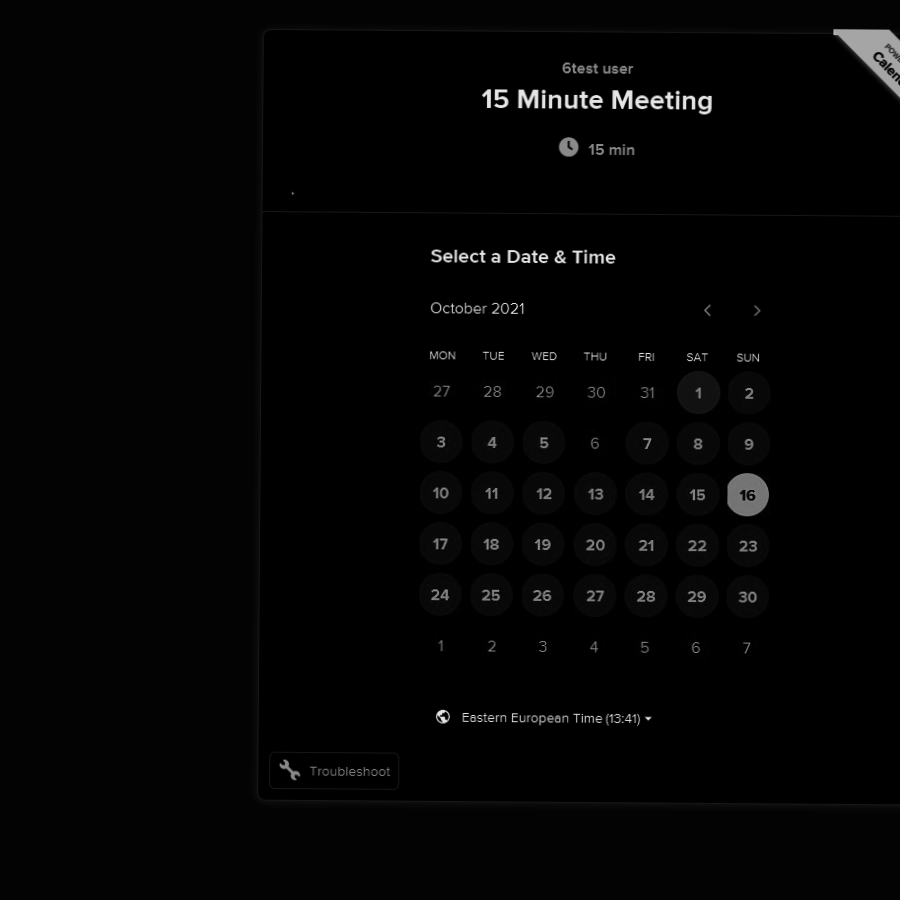 6test user
15 Minute Meeting
15 min
.
Select a Date & Time
October 2021
MON TUE WED THU FRI SAT SUN
27 28 29 30 31 1 2
3 4 5 6 7 8 9
10 11 12 13 14 15 16
17 18 19 20 21 22 23
24 25 26 27 28 29 30
1 2 3 4 5 6 7
Eastern European Time (13:41)
Troubleshoot